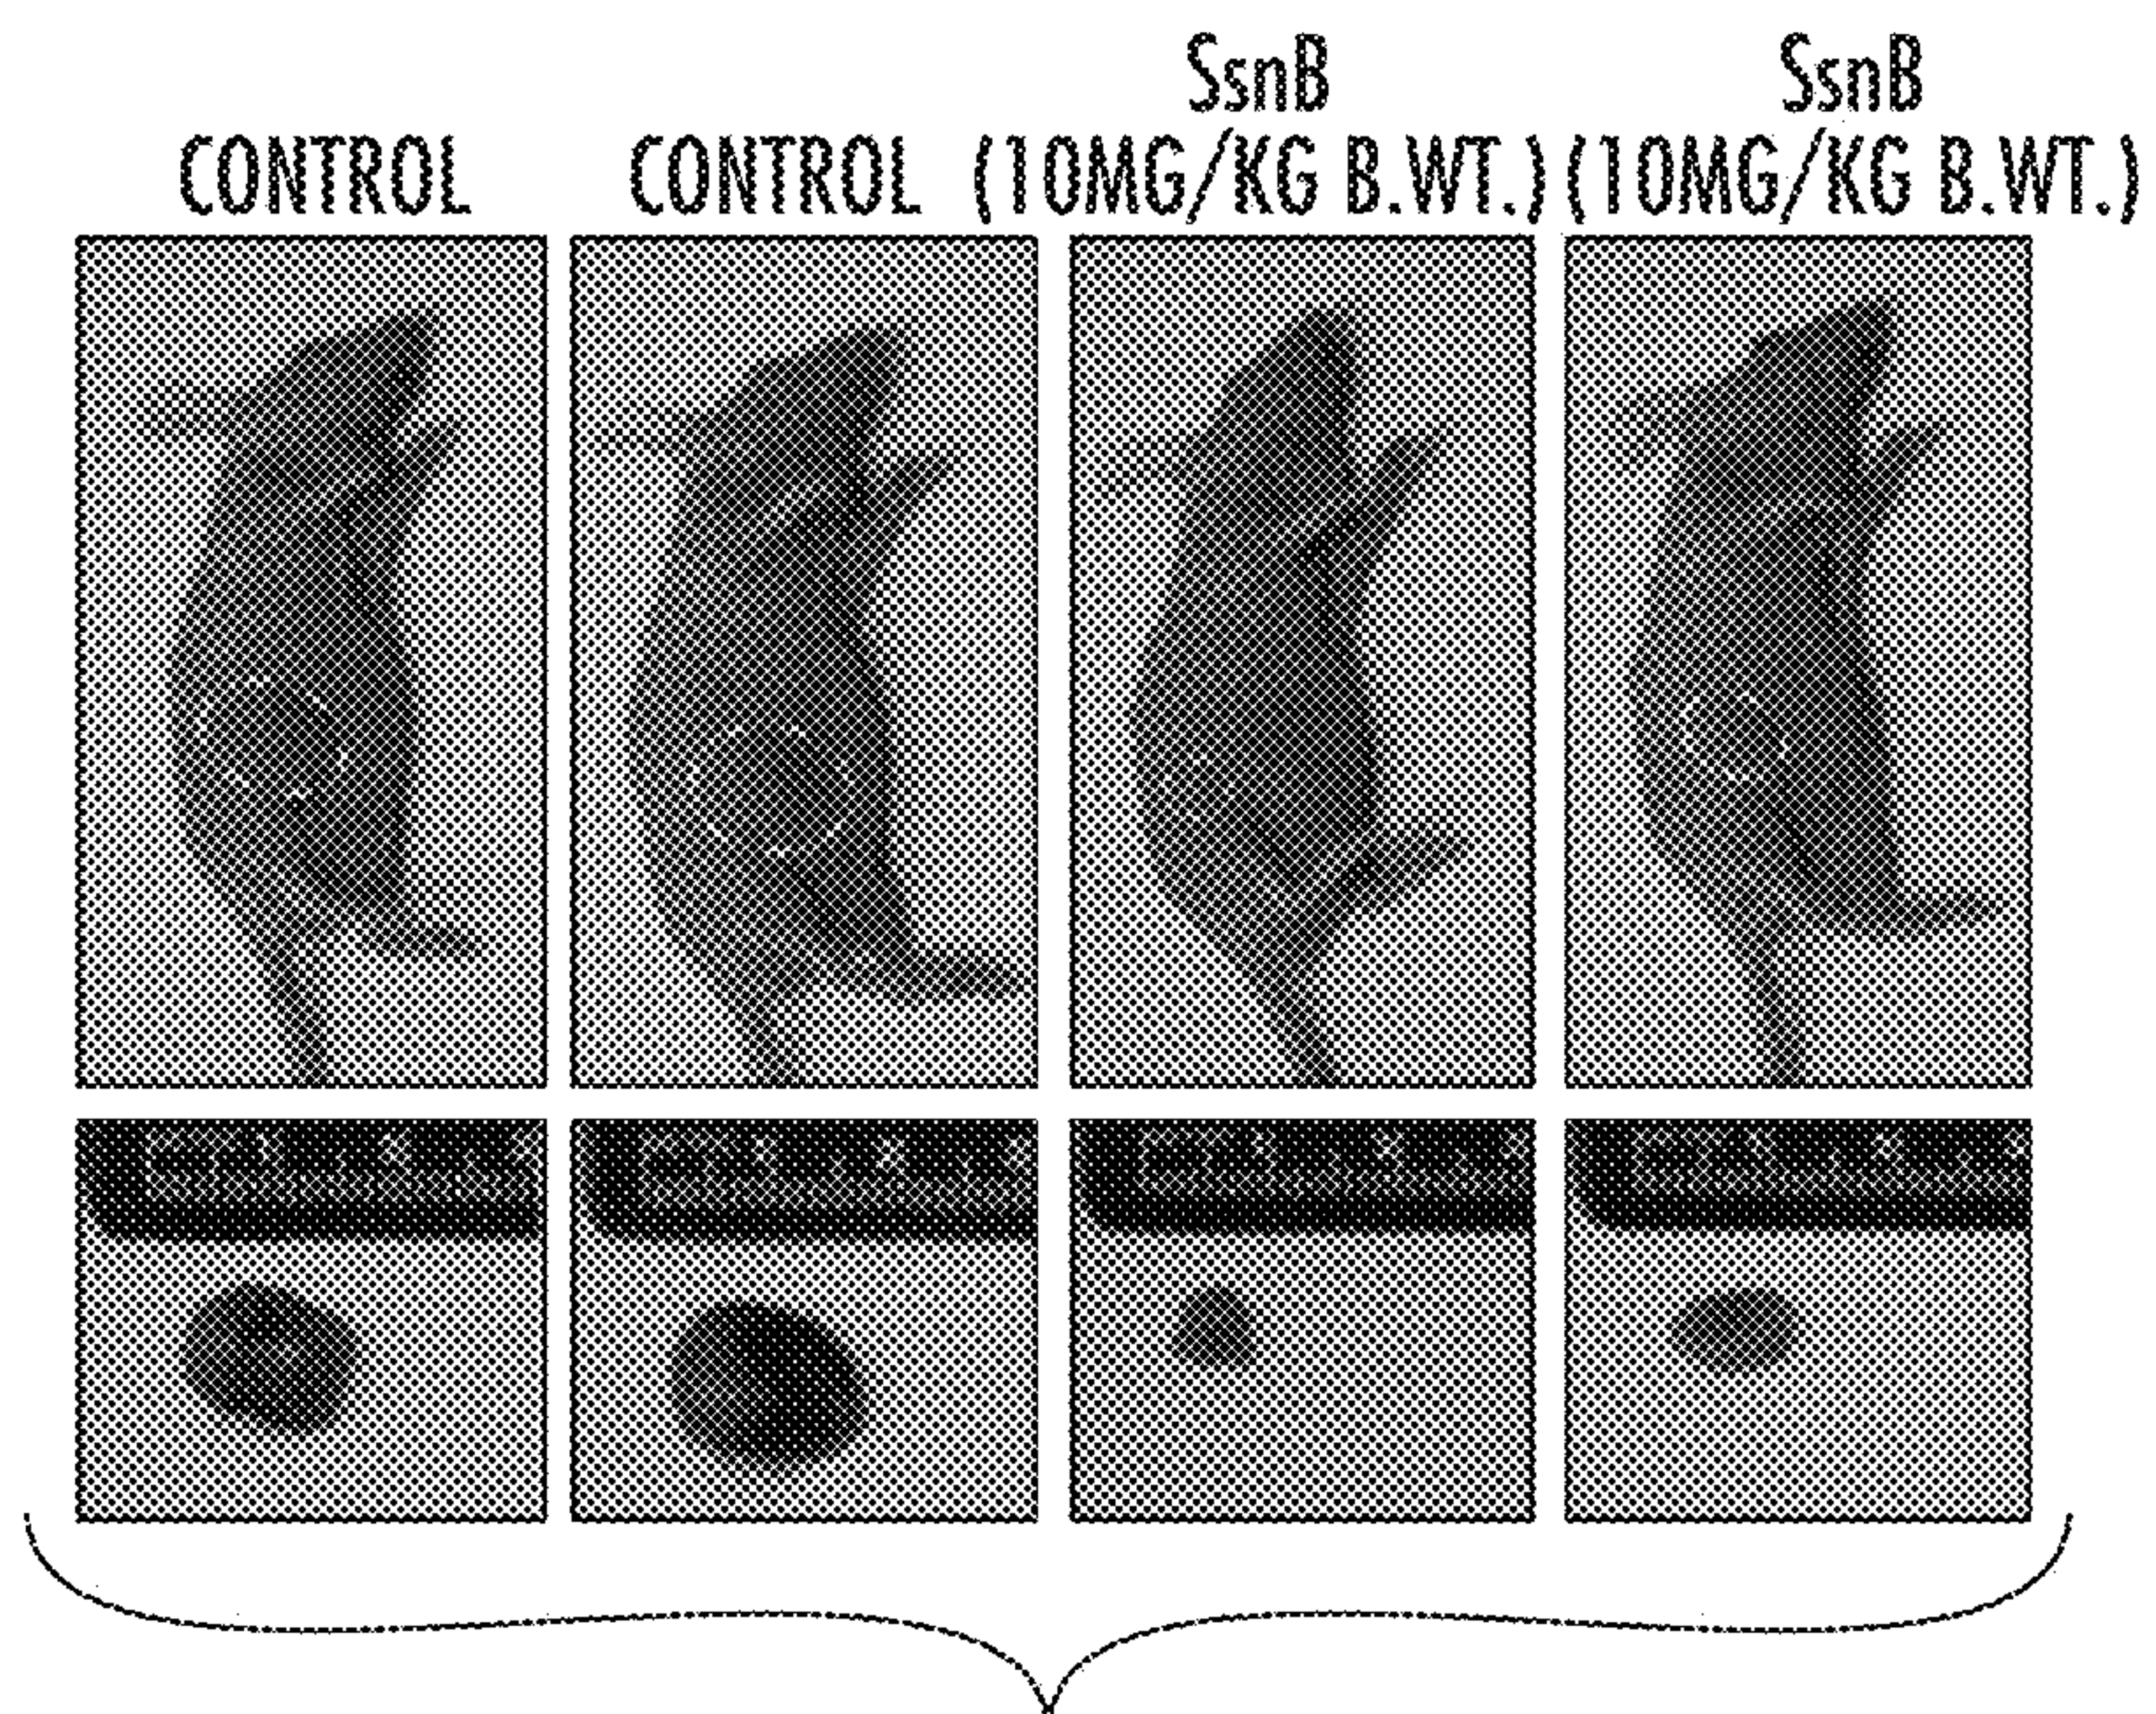 SsnB SsnB
CONTROL CONTROL (10MG/KG B.WT.) (10MG/KG B.WT.)